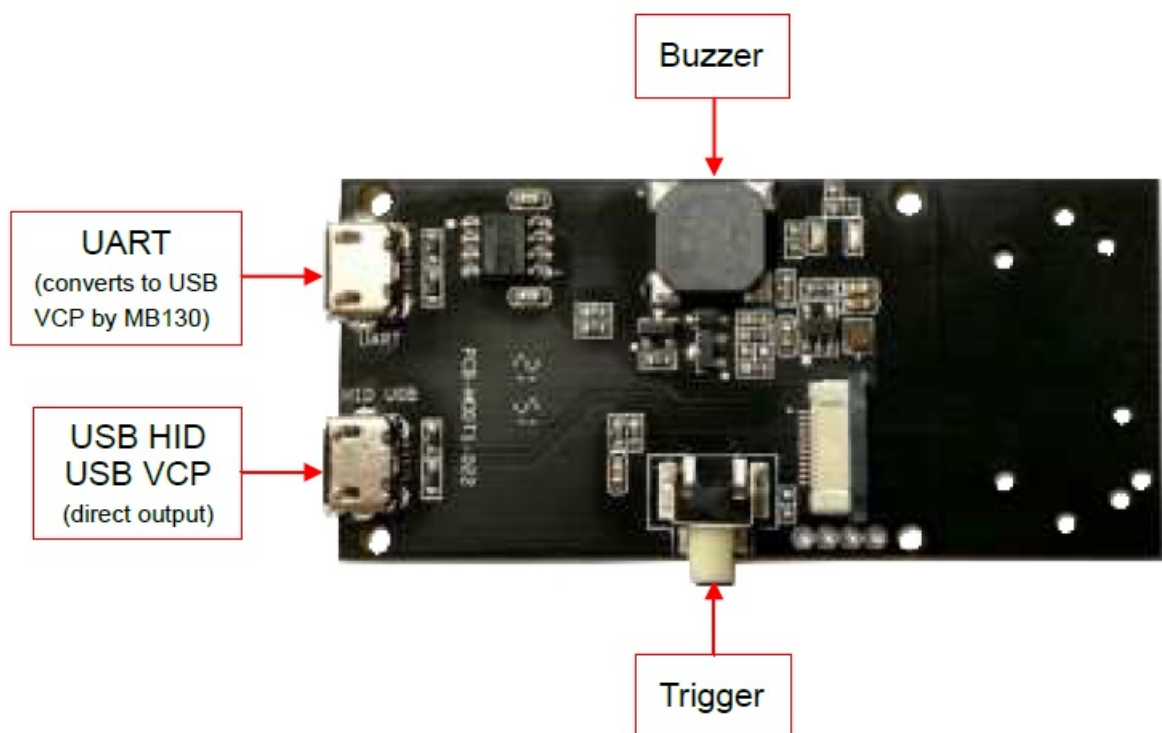 Buzzer
UART
(converts to USB
VCP by MB130)
UART
HID USB
USB HID
USB VCP
(direct output)
Trigger